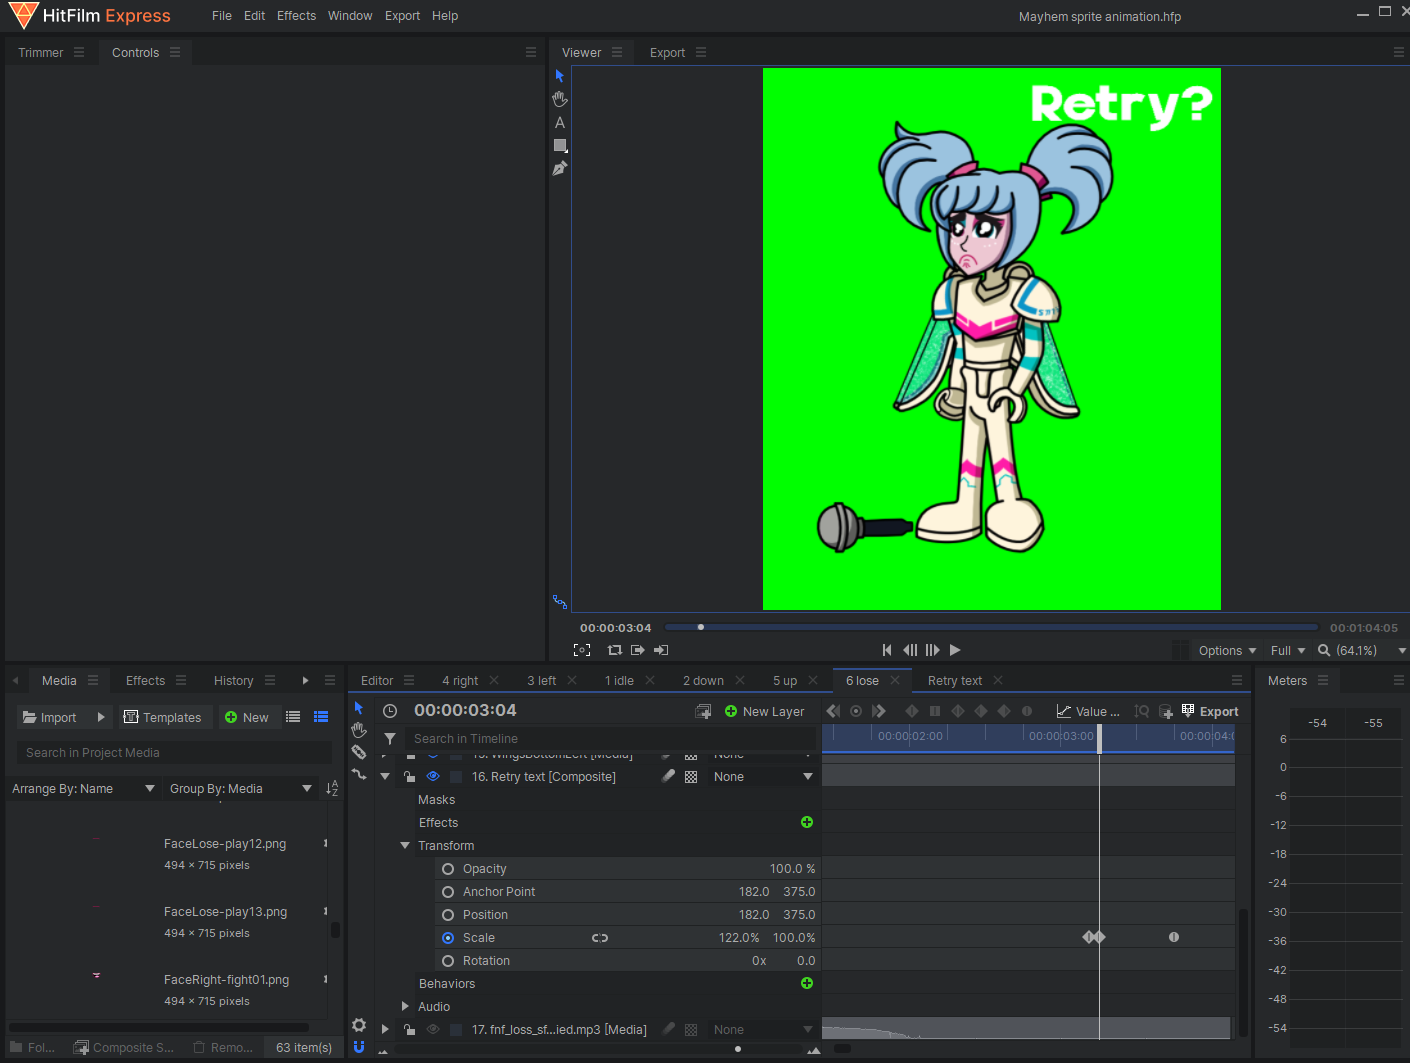 HitFilm Express
File Edit Effects Window Export Help
Mayhem sprite animation.hfp
Trimmer Controls
Viewer Export
Retry?
A
00:00:03:04
00:01:04:05
Options Full (64.1%)
Media Effects History
Import Templates New
Search in Project Media
Arrange By: Name Group By: Media
FaceLose-play12.png
494 × 715 pixels
FaceLose-play13.png
494 × 715 pixels
FaceRight-fight01.png
494 × 715 pixels
Fol... Composite S... Remo... 63 item(s)
Editor 4 right 3 left 1 idle 2 down 5 up 6 lose Retry text
00:00:03:04 New Layer Value ... Export
Search in Timeline
00:00:02:00 00:00:03:00 00:00:04:0
15. WingsBottomLeft [Media] None
16. Retry text [Composite] None
Masks
Effects
Transform
Opacity 100.0 %
Anchor Point 182.0 375.0
Position 182.0 375.0
Scale 122.0% 100.0%
Rotation 0x 0.0
Behaviors
Audio
17. fnf_loss_sf...ied.mp3 [Media] None
Meters
-54 -55
6
0
-6
-12
-18
-24
-30
-36
-42
-48
-54